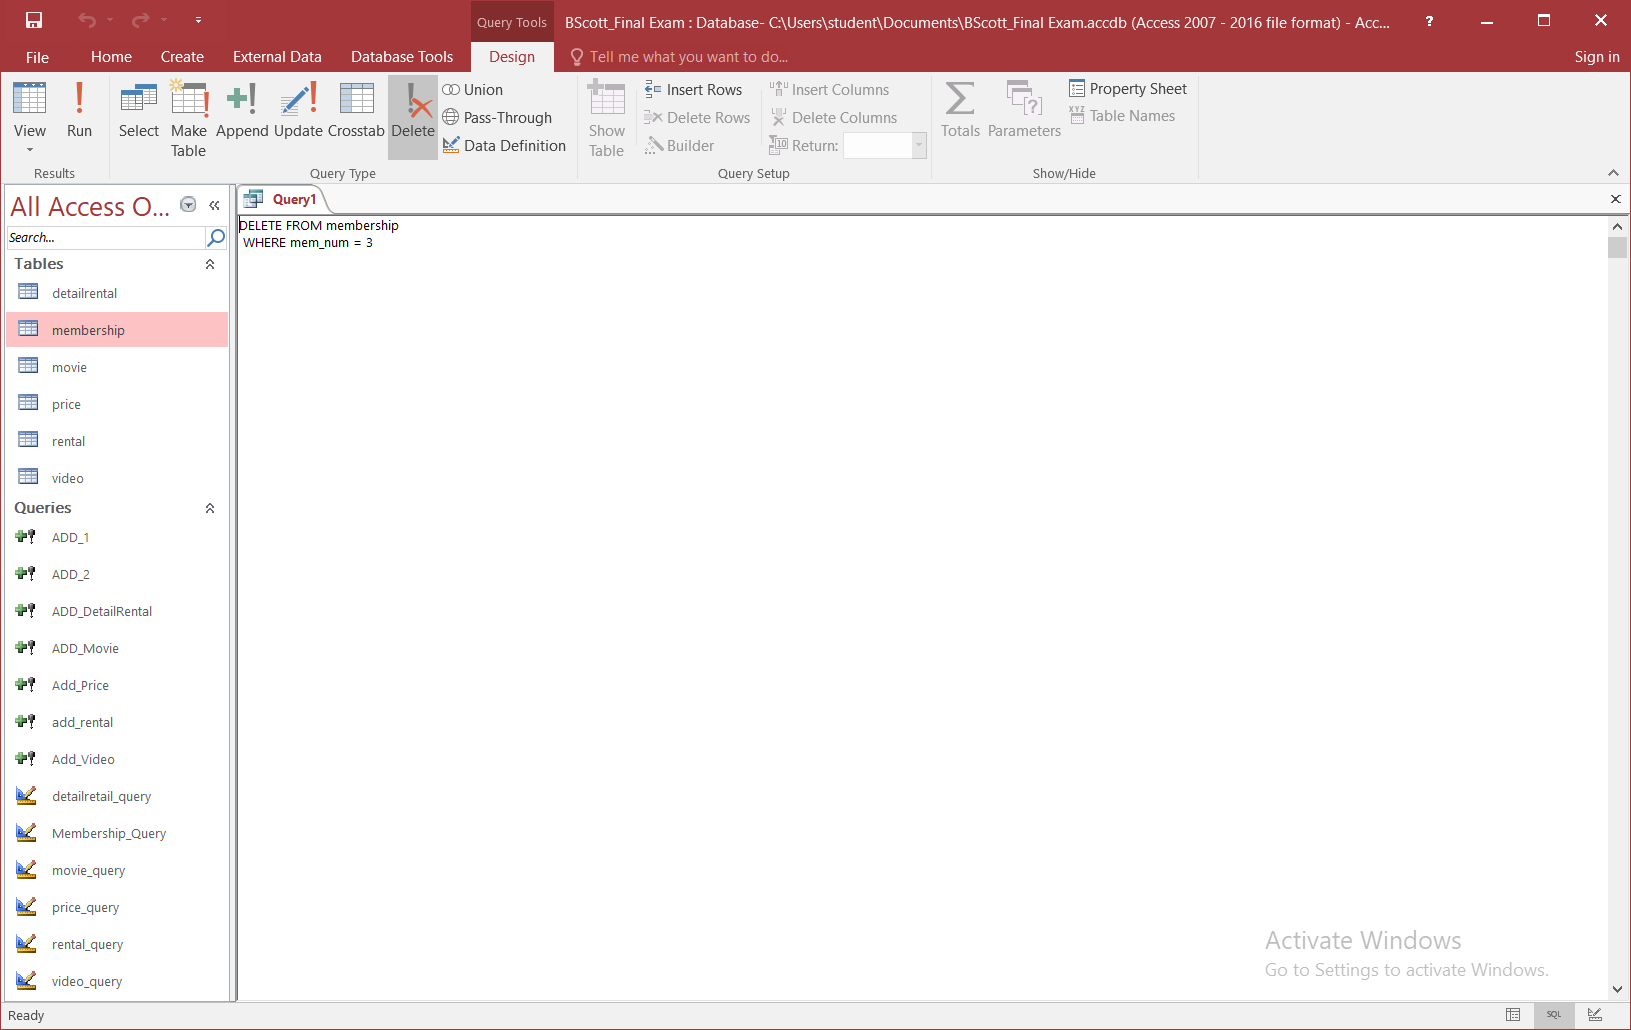 Query Tools
BScott_Final Exam : Database- C:\Users\student\Documents\BScott_Final Exam.accdb (Access 2007 - 2016 file format) - Acc...
?
File Home Create External Data Database Tools Design Tell me what you want to do... Sign in
View
Run
Results
Select
Make Table
Append
Update
Crosstab
Delete
Union
Pass-Through
Data Definition
Query Type
Show Table
Insert Rows
Delete Rows
Builder
Insert Columns
Delete Columns
Return:
Query Setup
Totals
Parameters
Property Sheet
Table Names
Show/Hide
All Access O...
Search...
Tables
detailrental
membership
movie
price
rental
video
Queries
ADD_1
ADD_2
ADD_DetailRental
ADD_Movie
Add_Price
add_rental
Add_Video
detailretail_query
Membership_Query
movie_query
price_query
rental_query
video_query
Query1
DELETE FROM membership
WHERE mem_num = 3
Activate Windows
Go to Settings to activate Windows.
Ready
SQL